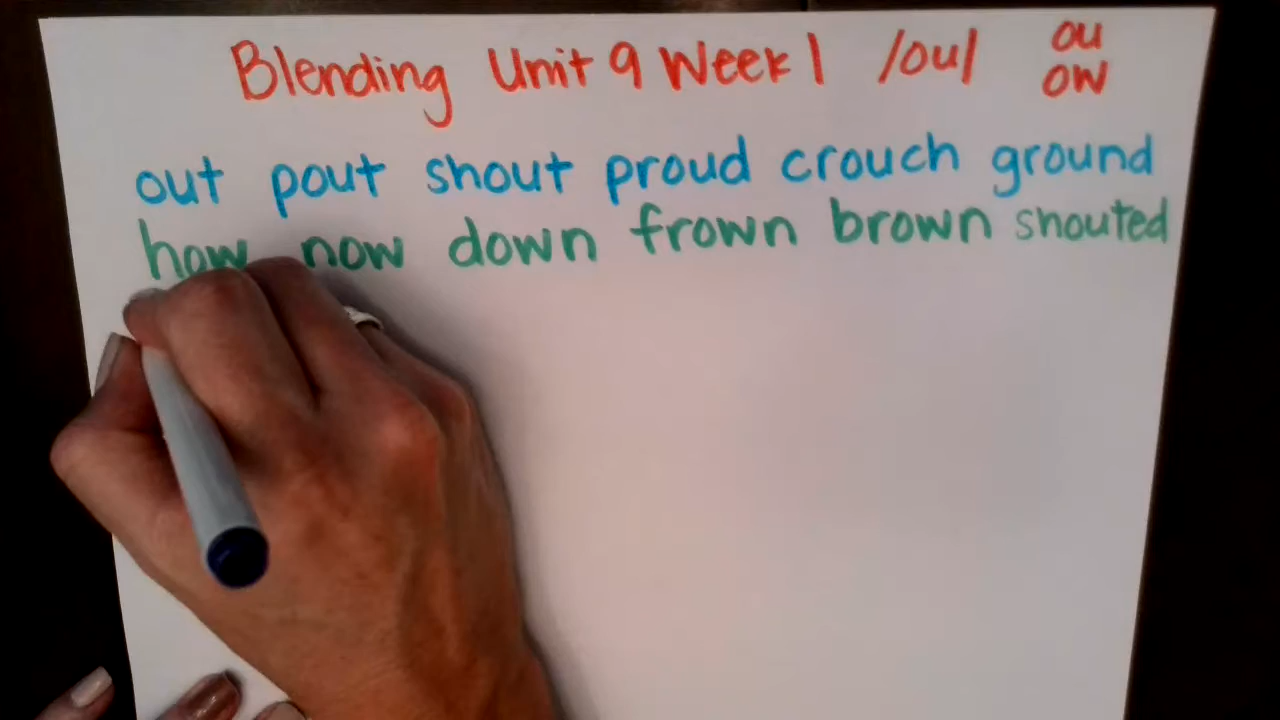 Blending Unit 9 Week 1 /ou/ ou
ow
out pout shout proud crouch ground
how now down frown brown shouted